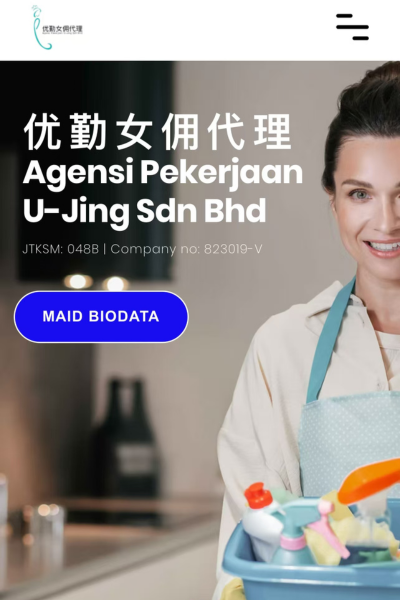 优勤女佣代理
优勤女佣代理
Agensi Pekerjaan
U-Jing Sdn Bhd
JTKSM: 048B | Company no: 823019-V
MAID BIODATA